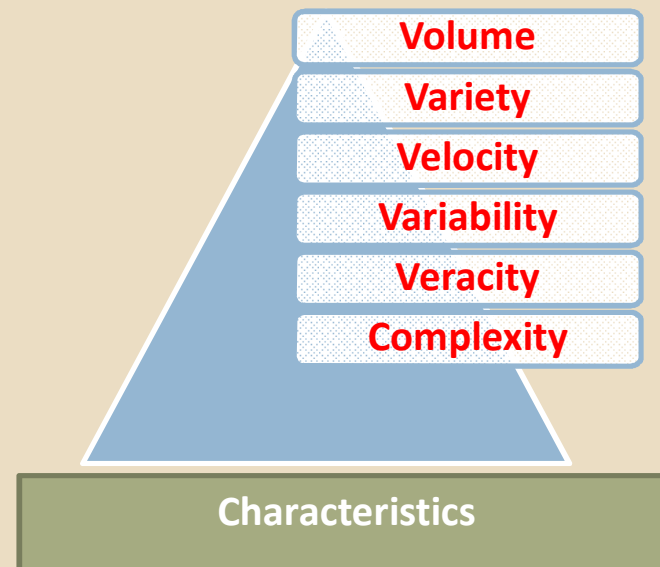 Volume
Variety
Velocity
Variability
Veracity
Complexity
Characteristics